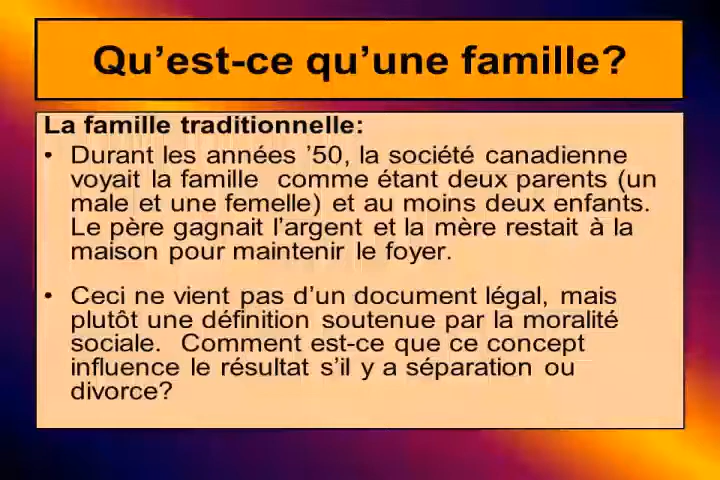 Qu’est-ce qu’une famille?
La famille traditionnelle:
• Durant les années ’50, la société canadienne
voyait la famille  comme étant deux parents (un
male et une femelle) et au moins deux enfants.
Le père gagnait l’argent et la mère restait à la
maison pour maintenir le foyer.
• Ceci ne vient pas d’un document légal, mais
plutôt une définition soutenue par la moralité
sociale.  Comment est-ce que ce concept
influence le résultat s’il y a séparation ou
divorce?